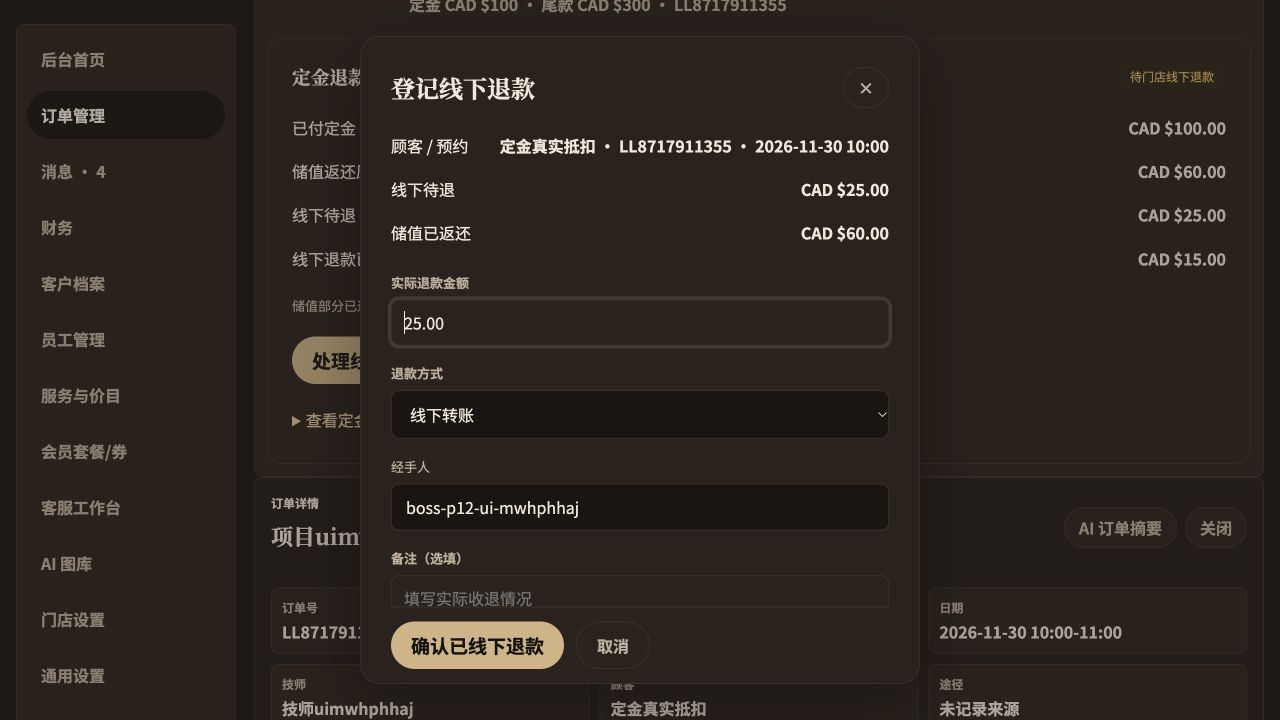 定金 CAD $100 • 尾款 CAD $300 • LL8717911355
后台首页
订单管理
消息 • 4
财务
客户档案
员工管理
服务与价目
会员套餐/券
客服工作台
AI 图库
门店设置
通用设置
定金退款
待门店线下退款
已付定金
CAD $100.00
储值返还
CAD $60.00
线下待退
CAD $25.00
线下退款
CAD $15.00
储值部分已
处理线
▶ 查看定金
登记线下退款
×
顾客 / 预约
定金真实抵扣 • LL8717911355 • 2026-11-30 10:00
线下待退
CAD $25.00
储值已返还
CAD $60.00
实际退款金额
25.00
退款方式
线下转账
经手人
boss-p12-ui-mwhphhaj
备注（选填）
填写实际收退情况
确认已线下退款
取消
订单详情
项目uim
AI 订单摘要
关闭
订单号
LL871791
日期
2026-11-30 10:00-11:00
技师
技师uimwhphhaj
顾客
定金真实抵扣
途径
未记录来源